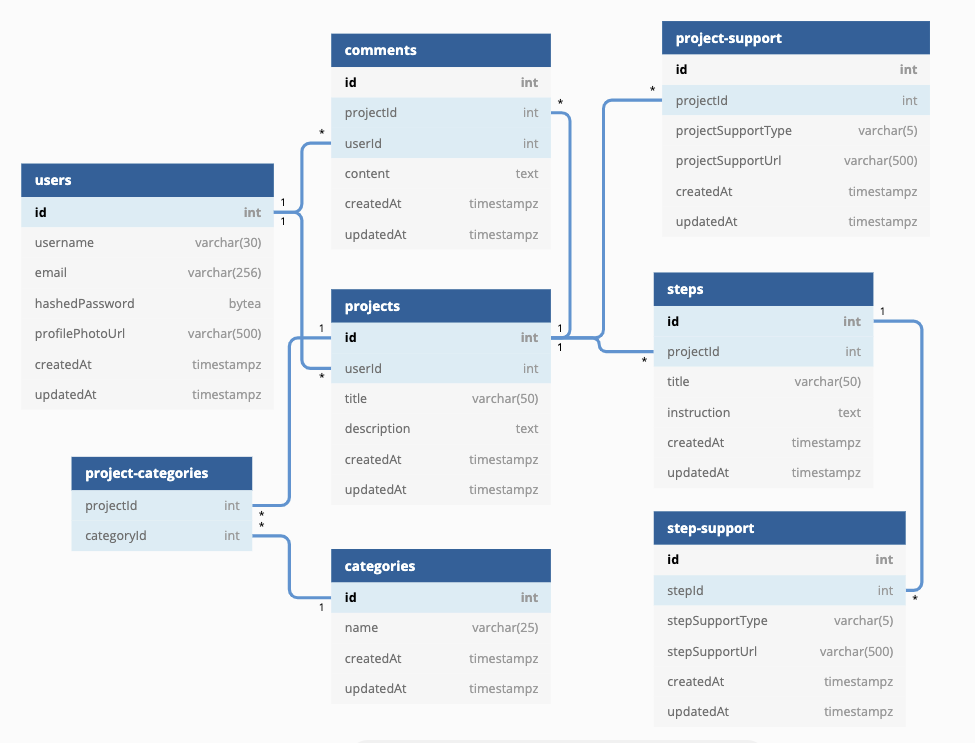 comments
id int
projectId int
*
userId int
*
content text
createdAt timestampz
updatedAt timestampz
project-support
id int
projectId int
*
projectSupportType varchar(5)
projectSupportUrl varchar(500)
createdAt timestampz
updatedAt timestampz
users
id int
1
1
username varchar(30)
email varchar(256)
hashedPassword bytea
profilePhotoUrl varchar(500)
createdAt timestampz
updatedAt timestampz
projects
id int
1
1
1
userId int
*
title varchar(50)
description text
createdAt timestampz
updatedAt timestampz
steps
id int
1
projectId int
*
title varchar(50)
instruction text
createdAt timestampz
updatedAt timestampz
project-categories
projectId int
*
categoryId int
*
categories
id int
1
name varchar(25)
createdAt timestampz
updatedAt timestampz
step-support
id int
stepId int
*
stepSupportType varchar(5)
stepSupportUrl varchar(500)
createdAt timestampz
updatedAt timestampz